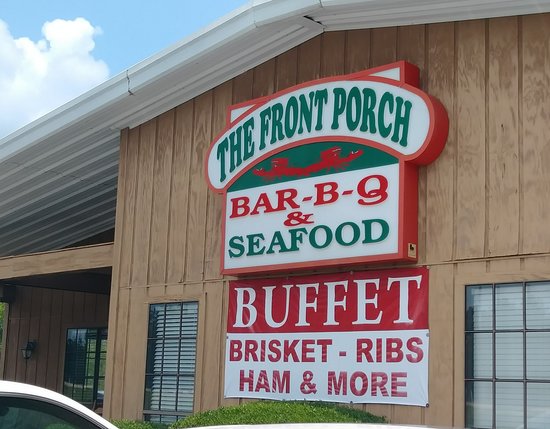 THE FRONT PORCH
BAR-B-Q
&
SEAFOOD
BUFFET
BRISKET - RIBS
HAM & MORE